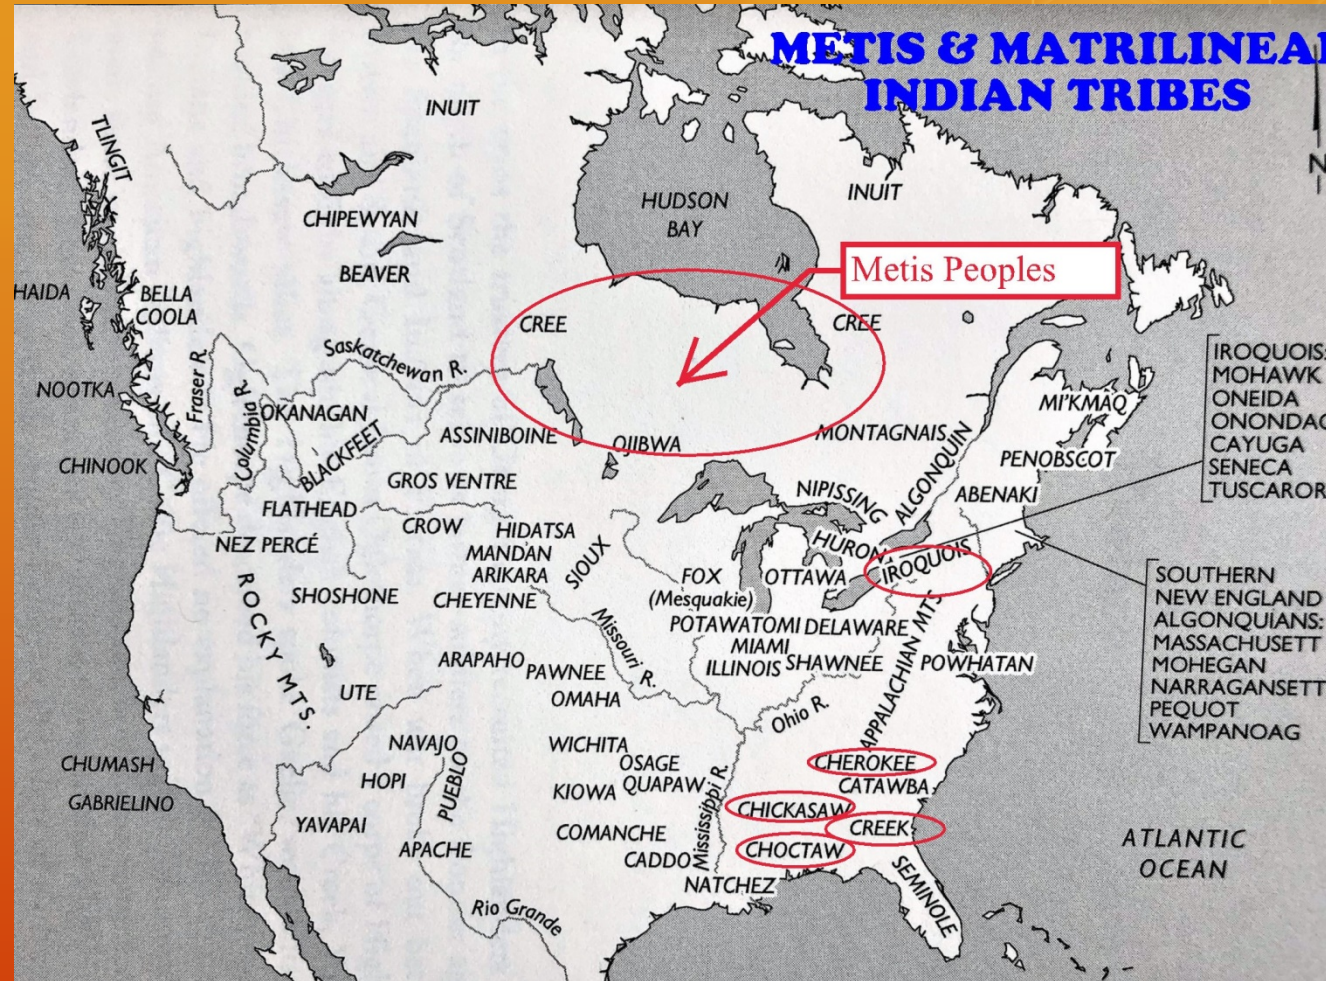 METIS & MATRILINEAL
INDIAN TRIBES
N
INUIT
INUIT
TLINGIT
HUDSON
BAY
CHIPEWYAN
BEAVER
Metis Peoples
HAIDA
BELLA
COOLA
CREE
CREE
Saskatchewan R.
Fraser R.
Columbia R.
NOOTKA
OKANAGAN
BLACKFEET
ASSINIBOINE
OJIBWA
MONTAGNAIS
MI'KMAQ
PENOBSCOT
CHINOOK
GROS VENTRE
NIPISSING
ALGONQUIN
ABENAKI
IROQUOIS:
MOHAWK
ONEIDA
ONONDAG
CAYUGA
SENECA
TUSCAROR
FLATHEAD
CROW
HIDATSA
MANDAN
ARIKARA
SIOUX
NEZ PERCÉ
HURON
IROQUOIS
OTTAWA
FOX
(Mesquakie)
ROCKY MTS.
SHOSHONE
CHEYENNE
SOUTHERN
NEW ENGLAND
ALGONQUIANS:
MASSACHUSETT
MOHEGAN
NARRAGANSETT
PEQUOT
WAMPANOAG
POTAWATOMI
DELAWARE
MIAMI
ILLINOIS
SHAWNEE
APPALACHIAN MTS
POWHATAN
Missouri R.
ARAPAHO
PAWNEE
OMAHA
UTE
Ohio R.
NAVAJO
HOPI
PUEBLO
WICHITA
OSAGE
KIOWA
QUAPAW
Mississippi R.
CHEROKEE
CATAWBA
CHUMASH
GABRIELINO
CHICKASAW
CREEK
YAVAPAI
APACHE
COMANCHE
CADDO
CHOCTAW
NATCHEZ
SEMINOLE
ATLANTIC
OCEAN
Rio Grande